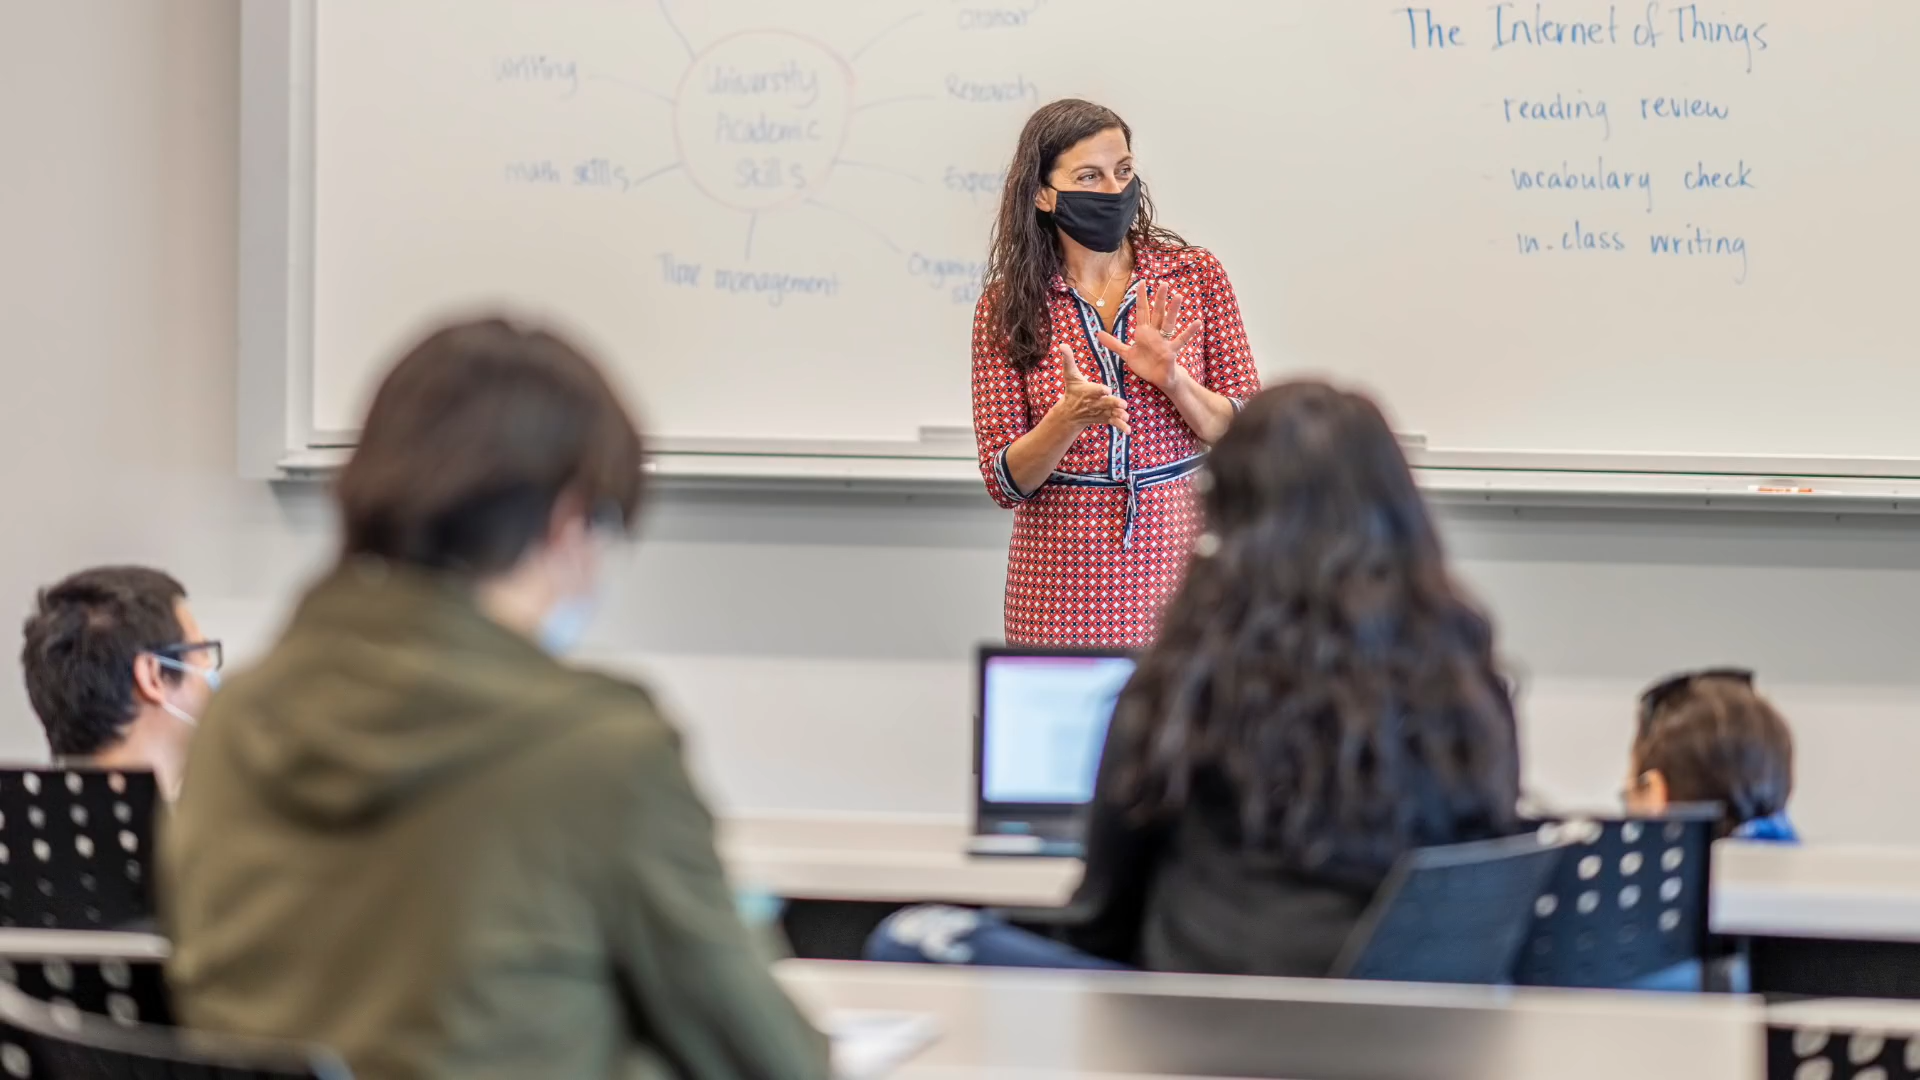 Citation
writing
University
Academic
Skills
Research
math skills
Time management
The Internet of Things
- reading review
- vocabulary check
- in-class writing